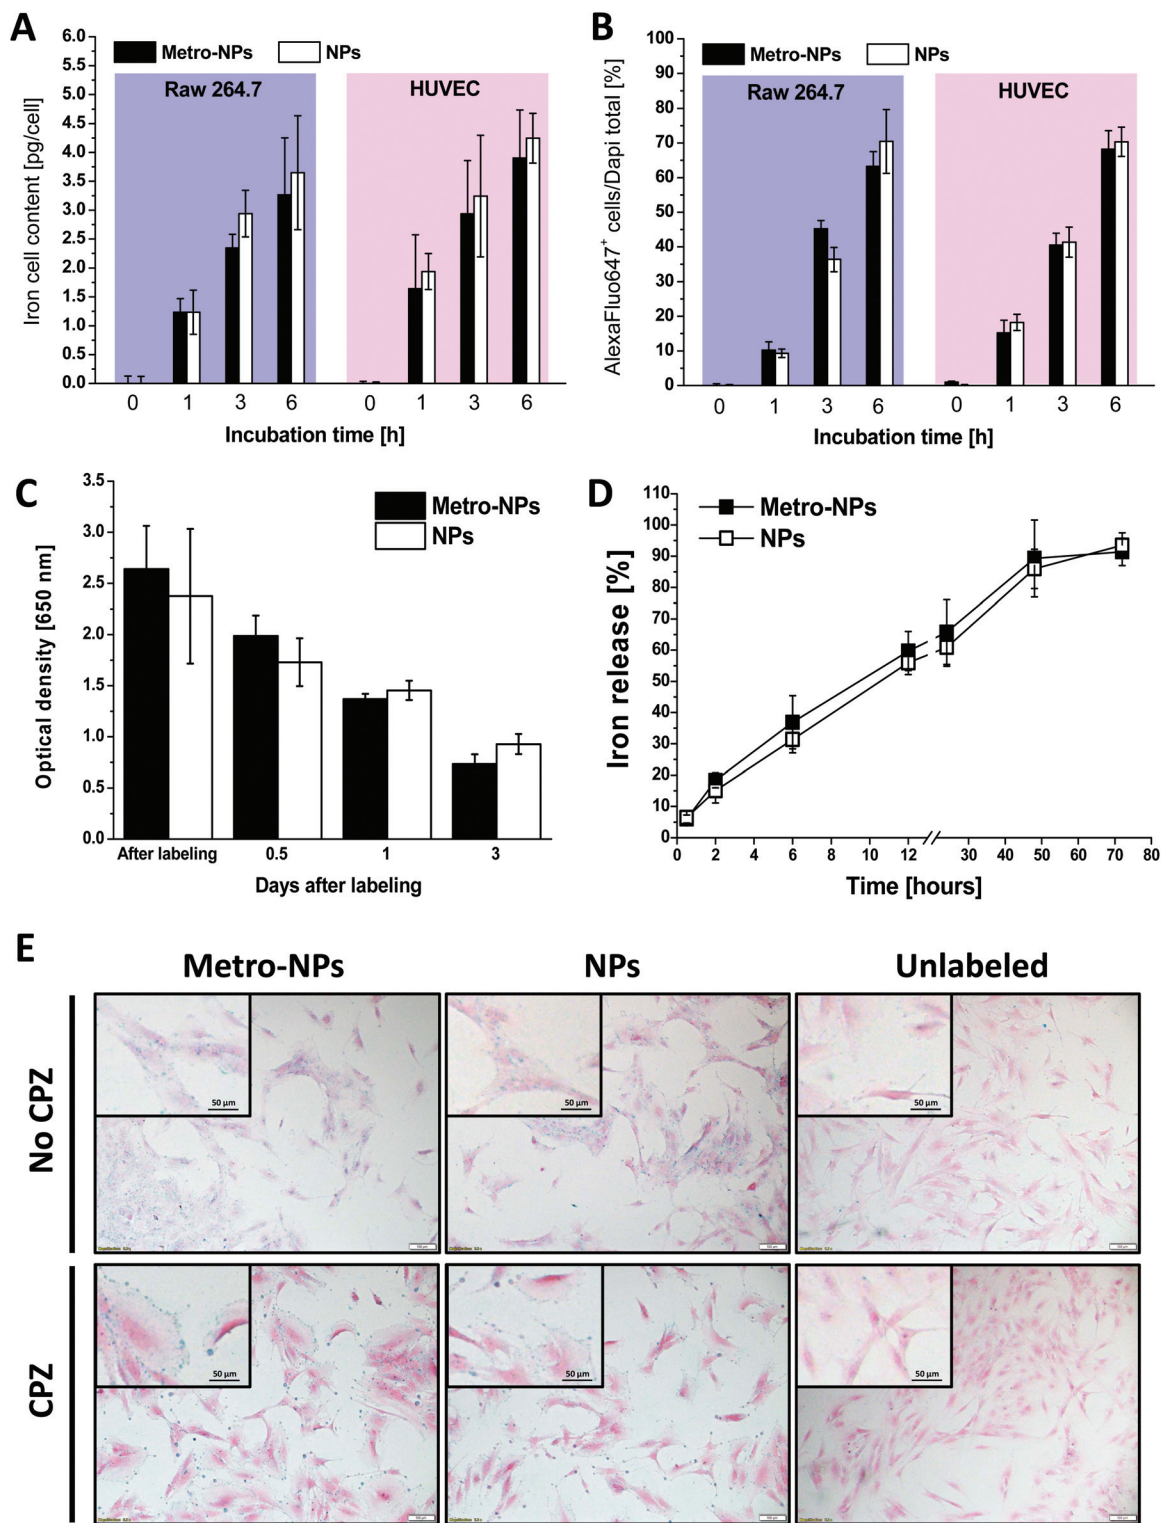 A
Metro-NPs
NPs
Raw 264.7
HUVEC
Iron cell content [pg/cell]
6.0
5.5
5.0
4.5
4.0
3.5
3.0
2.5
2.0
1.5
1.0
0.5
0.0
0 1 3 6 0 1 3 6
Incubation time [h]
B
Metro-NPs
NPs
Raw 264.7
HUVEC
AlexaFluo647+ cells/Dapi total [%]
100
90
80
70
60
50
40
30
20
10
0
0 1 3 6 0 1 3 6
Incubation time [h]
C
Metro-NPs
NPs
Optical density [650 nm]
3.5
3.0
2.5
2.0
1.5
1.0
0.5
0.0
After labeling 0.5 1 3
Days after labeling
D
Metro-NPs
NPs
Iron release [%]
110
100
90
80
70
60
50
40
30
20
10
0
0 2 4 6 8 10 12 30 40 50 60 70 80
Time [hours]
E
Metro-NPs NPs Unlabeled
No CPZ
50 µm
50 µm
50 µm
CPZ
50 µm
50 µm
50 µm